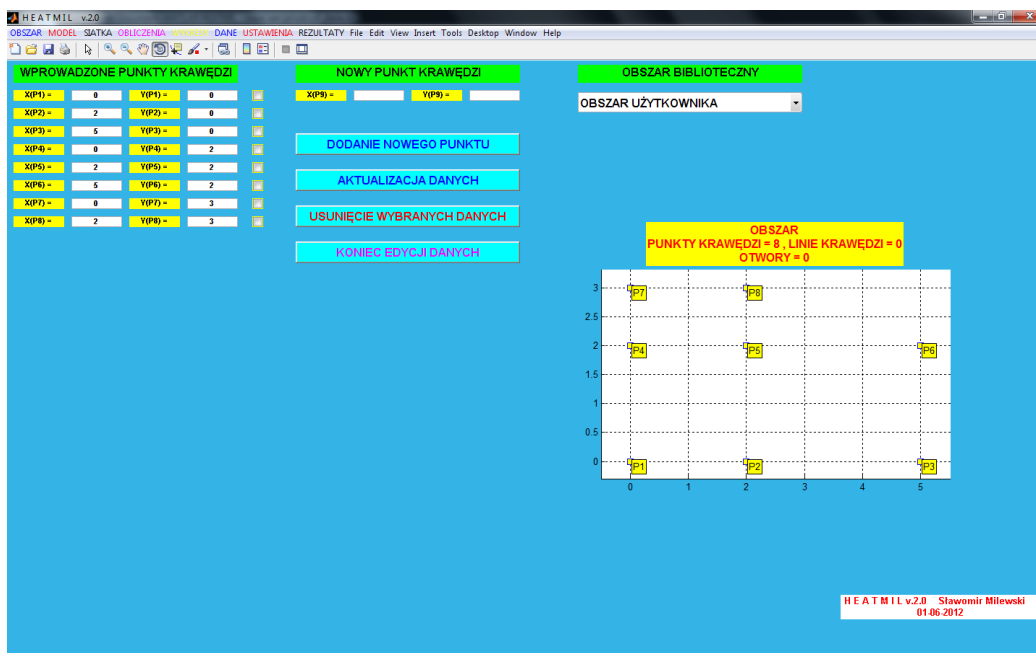 HEATMIL v.2.0
OBSZAR MODEL SIATKA OBLICZENIA DANE USTAWIENIA REZULTATY File Edit View Insert Tools Desktop Window Help
WPROWADZONE PUNKTY KRAWĘDZI
NOWY PUNKT KRAWĘDZI
OBSZAR BIBLIOTECZNY
X(P1) = 0 Y(P1) = 0
X(P2) = 2 Y(P2) = 0
X(P3) = 5 Y(P3) = 0
X(P4) = 0 Y(P4) = 2
X(P5) = 2 Y(P5) = 2
X(P6) = 5 Y(P6) = 2
X(P7) = 0 Y(P7) = 3
X(P8) = 2 Y(P8) = 3
X(P9) = Y(P9) =
DODANIE NOWEGO PUNKTU
AKTUALIZACJA DANYCH
USUNIĘCIE WYBRANYCH DANYCH
KONIEC EDYCJI DANYCH
OBSZAR UŻYTKOWNIKA
OBSZAR
PUNKTY KRAWĘDZI = 8 , LINIE KRAWĘDZI = 0
OTWORY = 0
3
P7 P8
2.5
2
P4 P5 P6
1.5
1
0.5
0
P1 P2 P3
0 1 2 3 4 5
H E A T M I L v.2.0 Sławomir Milewski
01-06-2012